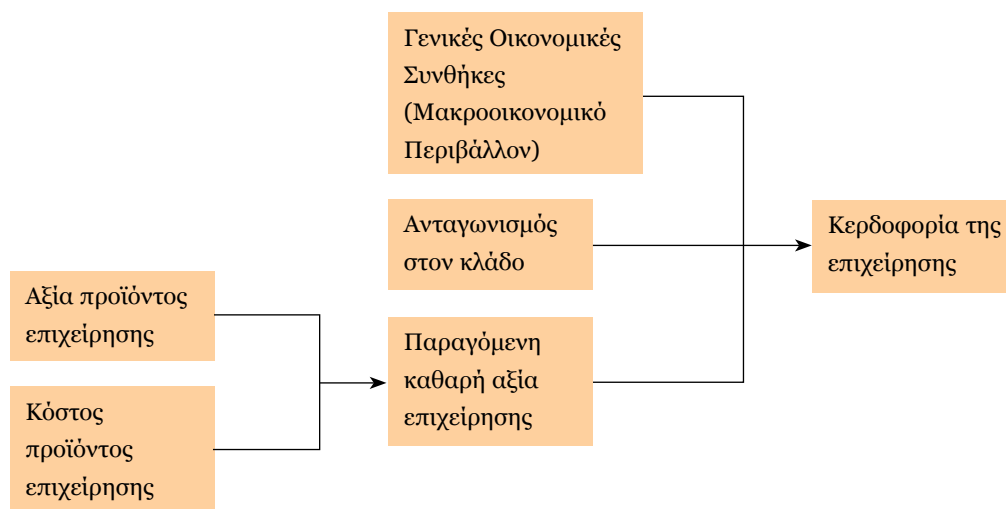 Γενικές Οικονομικές
Συνθήκες
(Μακροοικονομικό
Περιβάλλον)
Ανταγωνισμός
στον κλάδο
Κερδοφορία της
επιχείρησης
Αξία προϊόντος
επιχείρησης
Παραγόμενη
καθαρή αξία
επιχείρησης
Κόστος
προϊόντος
επιχείρησης